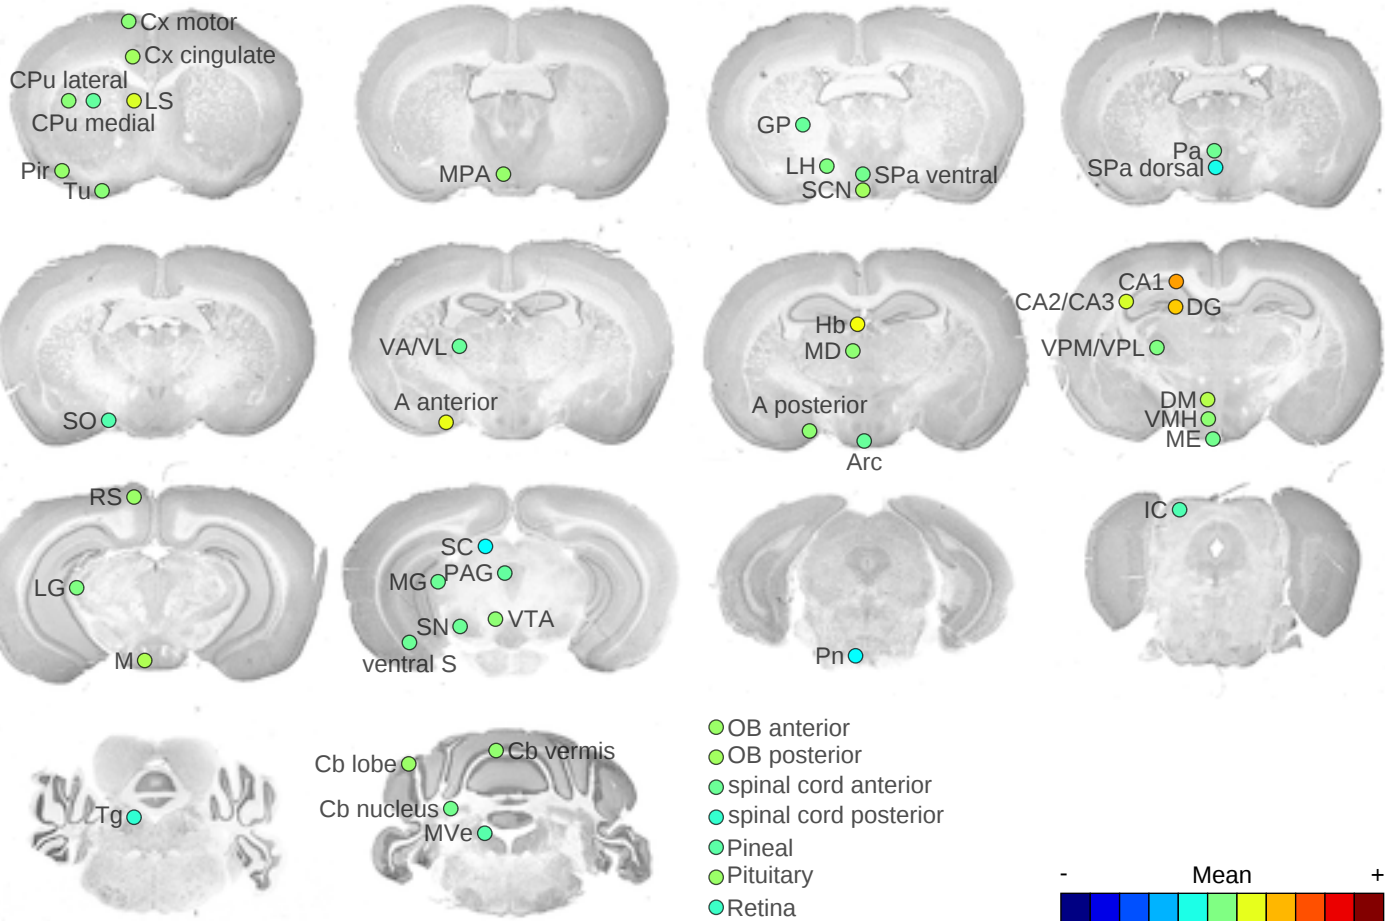 Cx motor
Cx cingulate
CPu lateral
LS
CPu medial
Pir
Tu
MPA
GP
LH
SPa ventral
SCN
Pa
SPa dorsal
SO
VA/VL
A anterior
Hb
MD
A posterior
Arc
CA1
CA2/CA3
DG
VPM/VPL
DM
VMH
ME
RS
LG
M
SC
MG
PAG
SN
VTA
ventral S
Pn
IC
Tg
Cb lobe
Cb vermis
Cb nucleus
MVe
OB anterior
OB posterior
spinal cord anterior
spinal cord posterior
Pineal
Pituitary
Retina
- Mean +